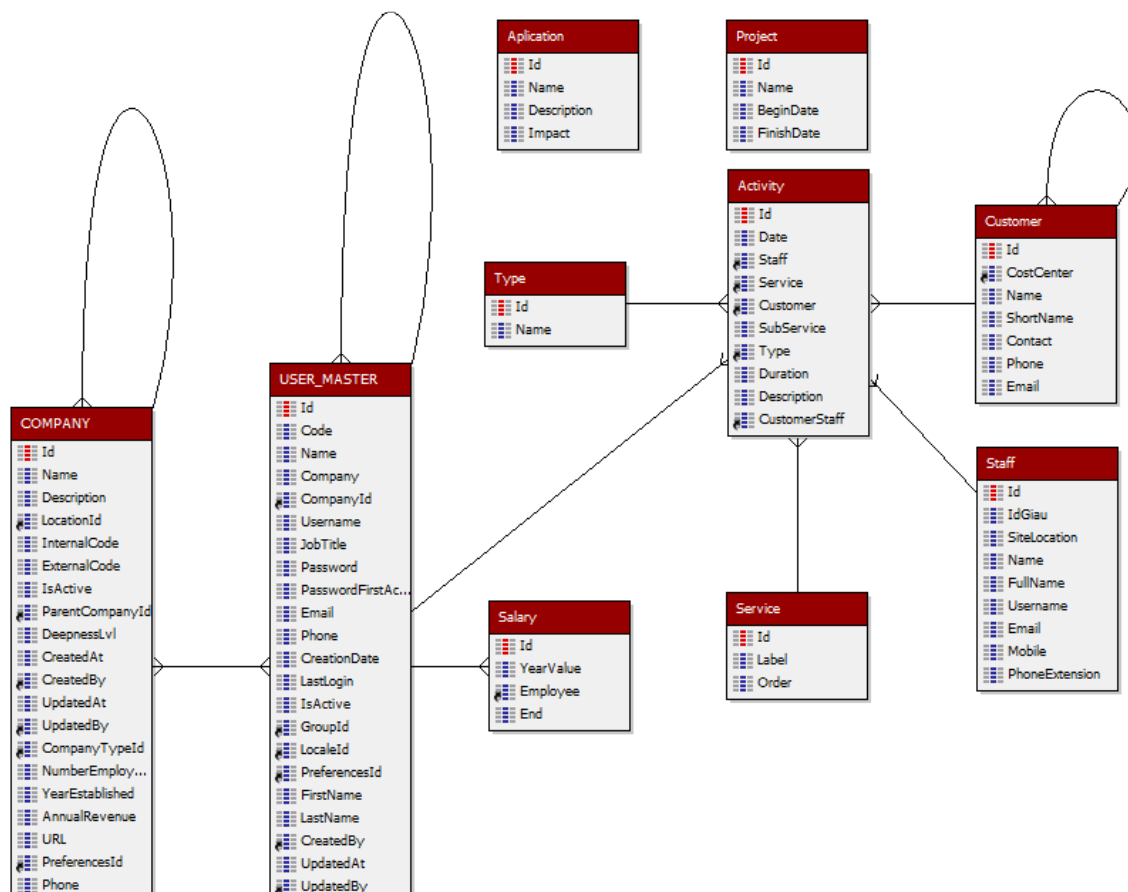 Aplication
Id
Name
Description
Impact
Project
Id
Name
BeginDate
FinishDate
Activity
Id
Date
Staff
Service
Customer
SubService
Type
Duration
Description
CustomerStaff
Customer
Id
CostCenter
Name
ShortName
Contact
Phone
Email
Type
Id
Name
USER_MASTER
Id
Code
Name
Company
CompanyId
Username
JobTitle
Password
PasswordFirstAc...
Email
Phone
CreationDate
LastLogin
IsActive
GroupId
LocaleId
PreferencesId
FirstName
LastName
CreatedBy
UpdatedAt
UpdatedBy
COMPANY
Id
Name
Description
LocationId
InternalCode
ExternalCode
IsActive
ParentCompanyId
DeepnessLvl
CreatedAt
CreatedBy
UpdatedAt
UpdatedBy
CompanyTypeId
NumberEmploy...
YearEstablished
AnnualRevenue
URL
PreferencesId
Phone
Staff
Id
IdGiau
SiteLocation
Name
FullName
Username
Email
Mobile
PhoneExtension
Salary
Id
YearValue
Employee
End
Service
Id
Label
Order